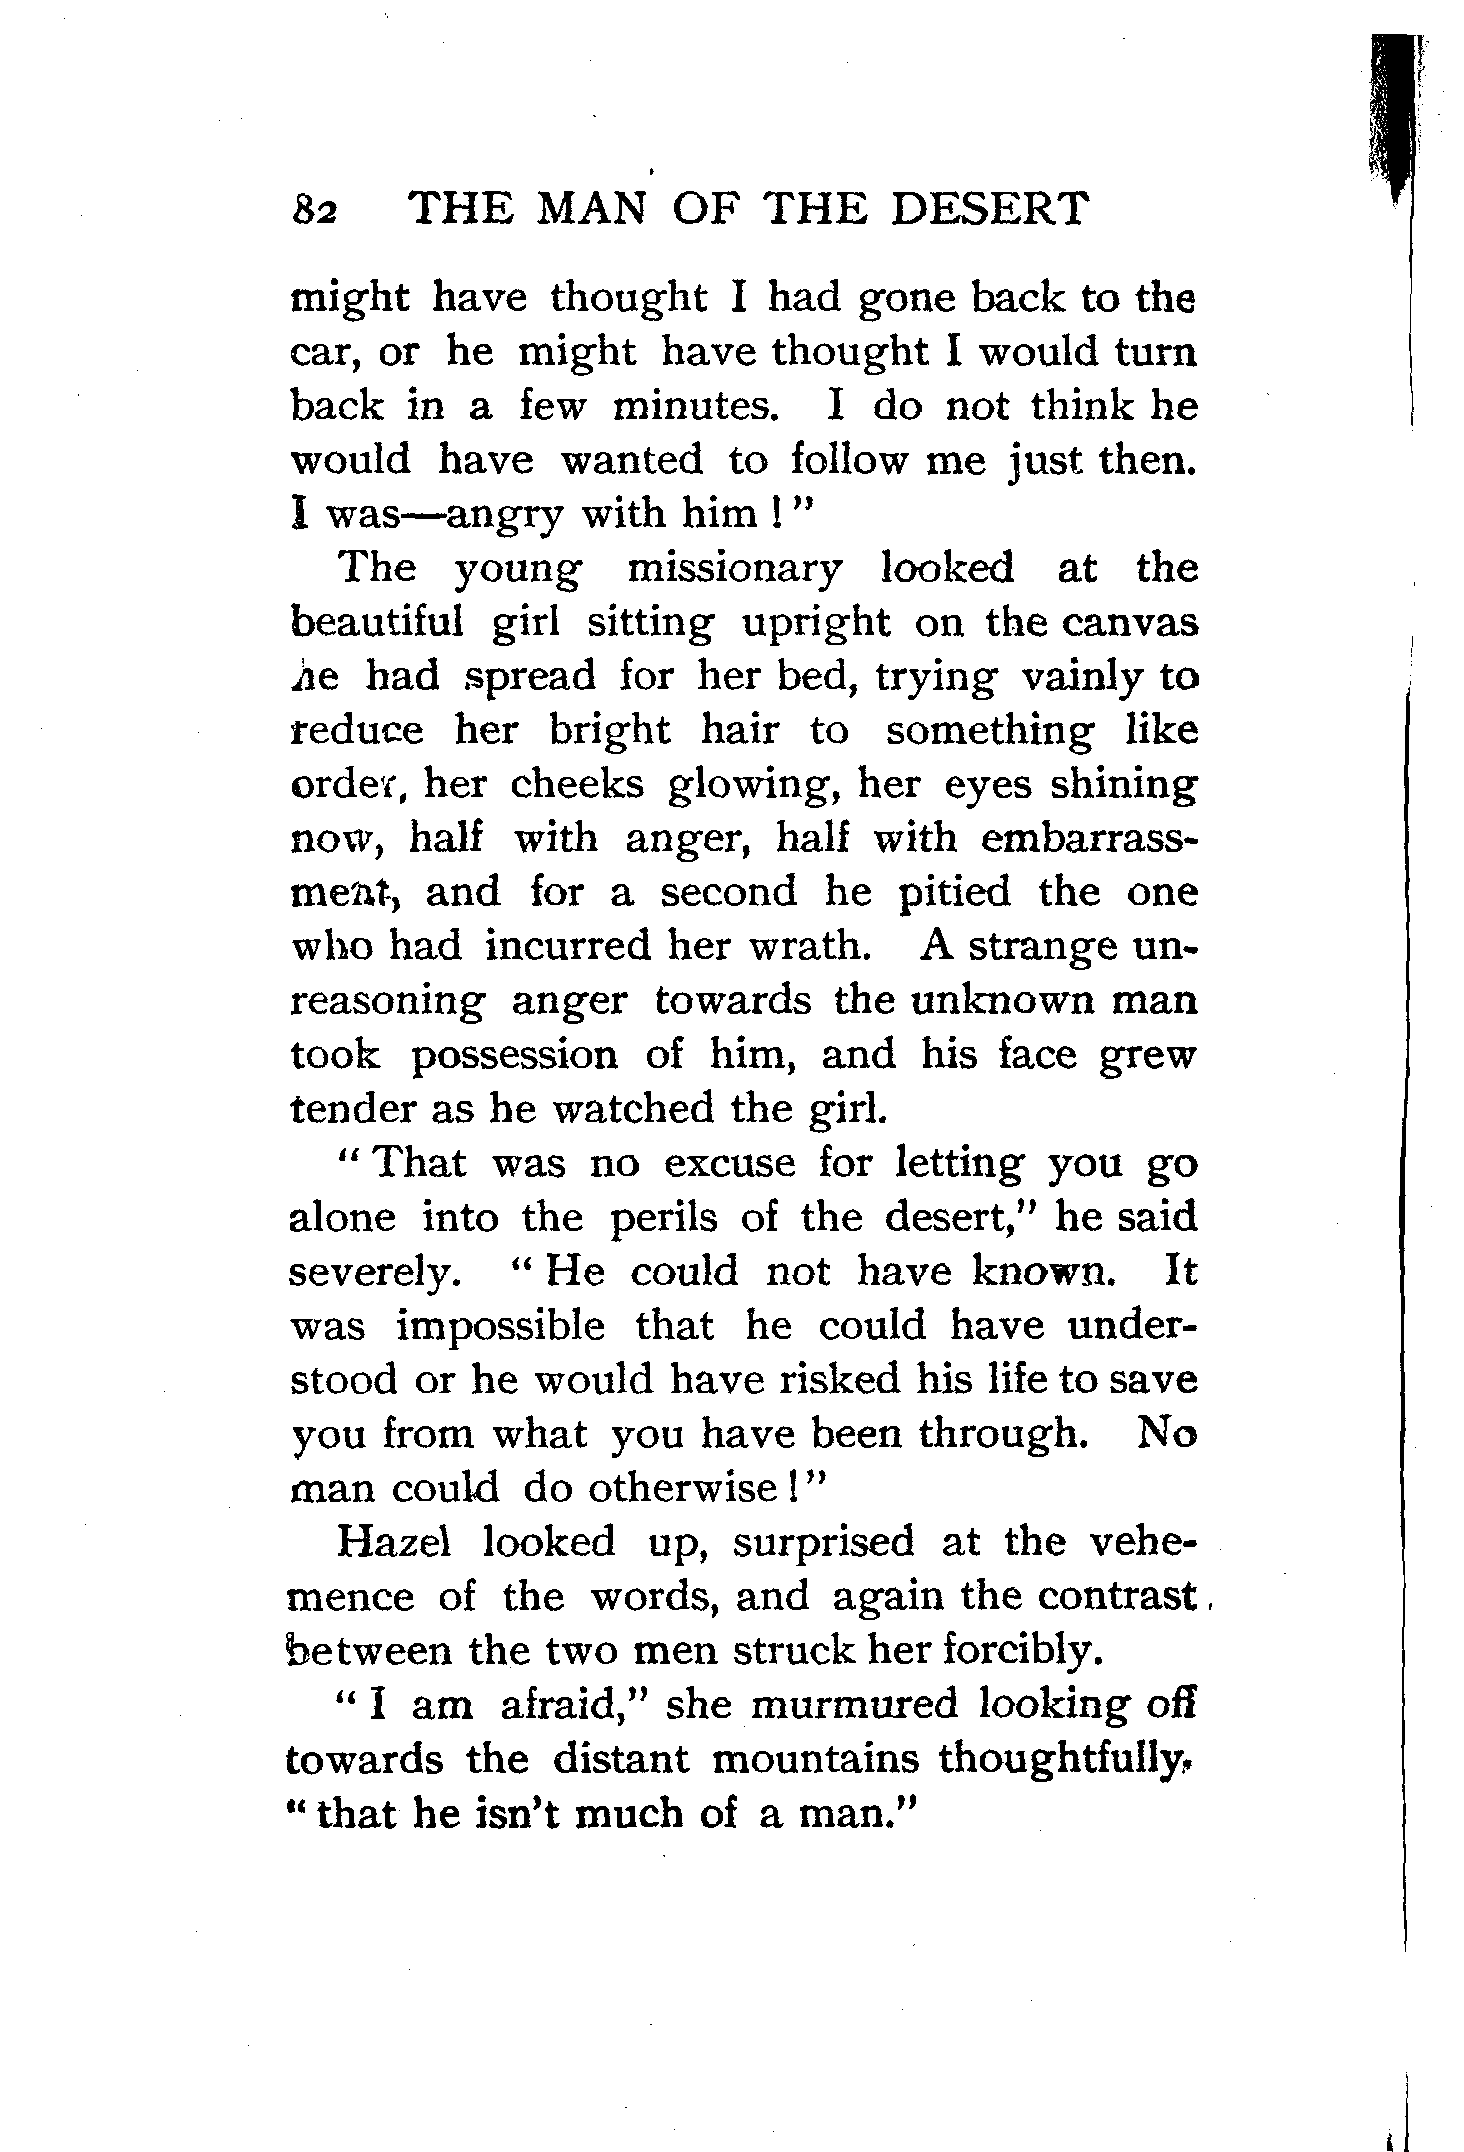 82 THE MAN OF THE DESERT
might have thought I had gone back to the
car, or he might have thought I would turn
back in a few minutes. I do not think he
would have wanted to follow me just then.
I was—angry with him ! ”
The young missionary looked at the
beautiful girl sitting upright on the canvas
he had spread for her bed, trying vainly to
reduce her bright hair to something like
order, her cheeks glowing, her eyes shining
now, half with anger, half with embarrass-
ment, and for a second he pitied the one
who had incurred her wrath. A strange un-
reasoning anger towards the unknown man
took possession of him, and his face grew
tender as he watched the girl.
“ That was no excuse for letting you go
alone into the perils of the desert,” he said
severely. “ He could not have known. It
was impossible that he could have under-
stood or he would have risked his life to save
you from what you have been through. No
man could do otherwise ! ”
Hazel looked up, surprised at the vehe-
mence of the words, and again the contrast
between the two men struck her forcibly.
“ I am afraid,” she murmured looking off
towards the distant mountains thoughtfully,
“ that he isn’t much of a man.”